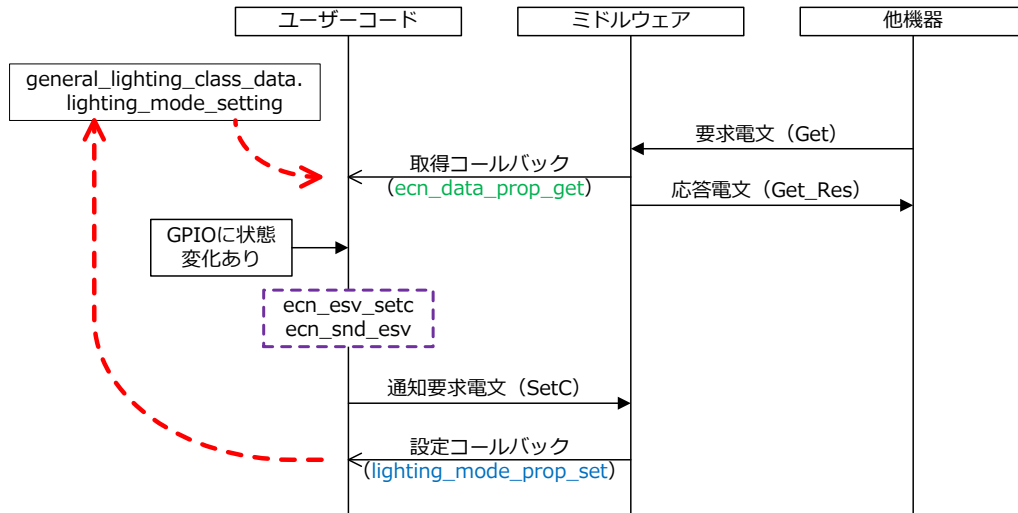 ユーザーコード
ミドルウェア
他機器
general_lighting_class_data.
lighting_mode_setting
要求電文（Get）
取得コールバック
（ecn_data_prop_get）
応答電文（Get_Res）
GPIOに状態
変化あり
ecn_esv_setc
ecn_snd_esv
通知要求電文（SetC）
設定コールバック
（lighting_mode_prop_set）